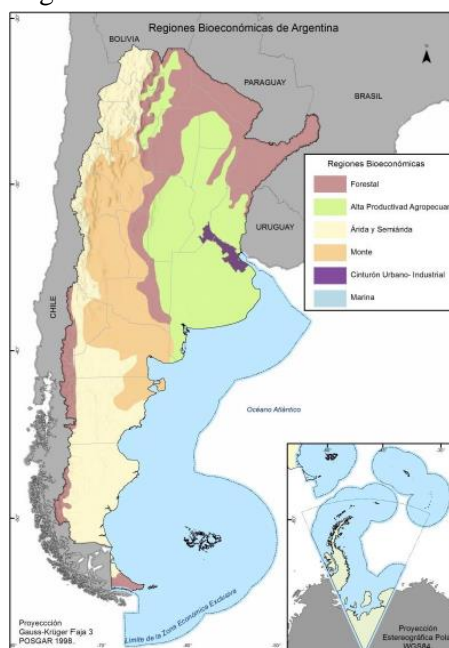 Regiones Bioeconómicas de Argentina
BOLIVIA
PARAGUAY
BRASIL
Regiones Bioeconómicas
Forestal
Alta Productivad Agropecuar
Árida y Semiárida
Monte
Cinturón Urbano- Industrial
Marina
URUGUAY
CHILE
Océano Atlántico
Límite de la Zona Económica Exclusiva
Proyeccción
Gauss-Krüger Faja 3
POSGAR 1998.
Proyección
Estereográfica Pola
WGS84